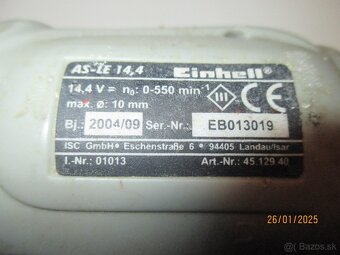 AS-LE 14,4 Einhell®
14,4 V = n₀: 0-550 min⁻¹
max. ø: 10 mm
III CE
Bj.: 2004/09 Ser.-Nr.: EB013019
ISC GmbH• Eschenstraße 6 • 94405 Landau/Isar
I.-Nr.: 01013 Art.-Nr.: 45.129.40
26/01/2025
bazos.sk